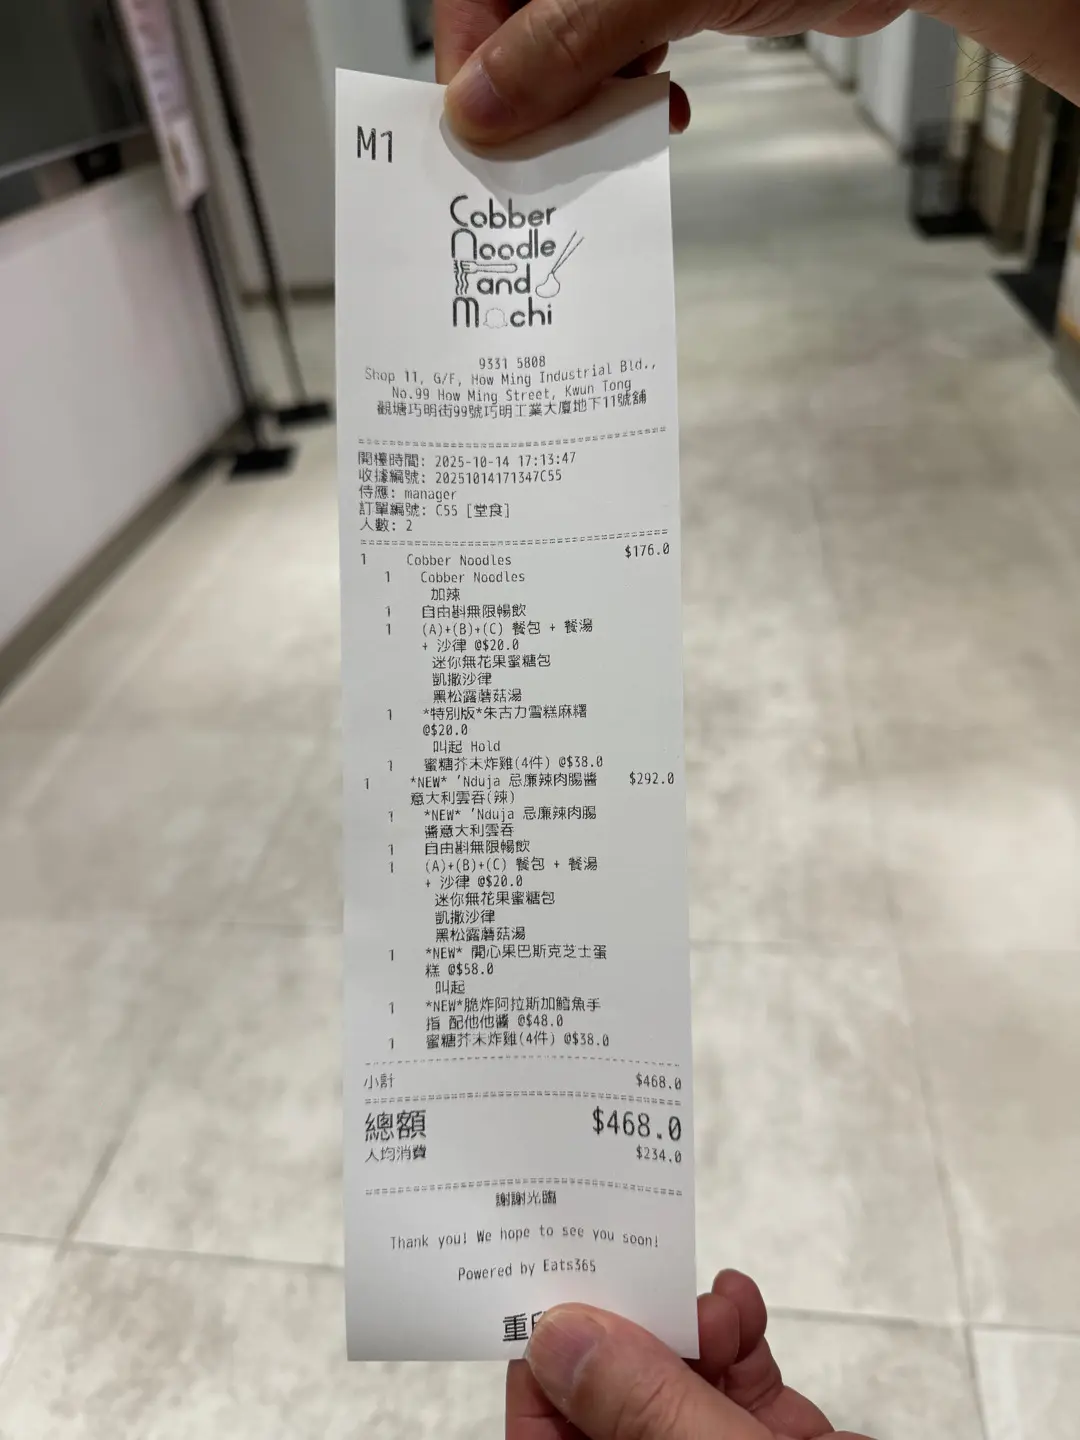 M1
Cobber
Noodle
and
Mochi
9331 5808
Shop 11, G/F, How Ming Industrial Bld.,
No.99 How Ming Street, Kwun Tong
觀塘巧明街99號巧明工業大廈地下11號舖
開檯時間: 2025-10-14 17:13:47
收據編號: 20251014171347C55
侍應: manager
訂單編號: C55 [堂食]
人數: 2
1 Cobber Noodles $176.0
1 Cobber Noodles
加辣
1 自由斟無限暢飲
1 (A)+(B)+(C) 餐包 + 餐湯
+ 沙律 @$20.0
迷你無花果蜜糖包
凱撒沙律
黑松露蘑菇湯
1 *特別版*朱古力雪糕麻糬
@$20.0
叫起 Hold
1 蜜糖芥末炸雞(4件) @$38.0
1 *NEW* 'Nduja 忌廉辣肉腸醬 $292.0
意大利雲吞(辣)
1 *NEW* 'Nduja 忌廉辣肉腸
醬意大利雲吞
1 自由斟無限暢飲
1 (A)+(B)+(C) 餐包 + 餐湯
+ 沙律 @$20.0
迷你無花果蜜糖包
凱撒沙律
黑松露蘑菇湯
1 *NEW* 開心果巴斯克芝士蛋
糕 @$58.0
叫起
1 *NEW*脆炸阿拉斯加鱈魚手
指 配他他醬 @$48.0
1 蜜糖芥末炸雞(4件) @$38.0
小計 $468.0
總額 $468.0
人均消費 $234.0
謝謝光臨
Thank you! We hope to see you soon!
Powered by Eats365
重